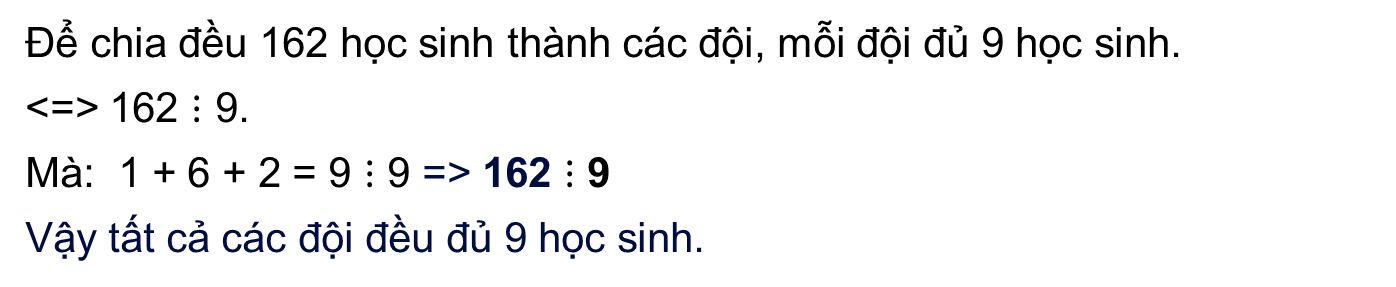 Để chia đều 162 học sinh thành các đội, mỗi đội đủ 9 học sinh.
<=> 162 ⋮ 9.
Mà: 1 + 6 + 2 = 9 ⋮ 9 => 162 ⋮ 9
Vậy tất cả các đội đều đủ 9 học sinh.